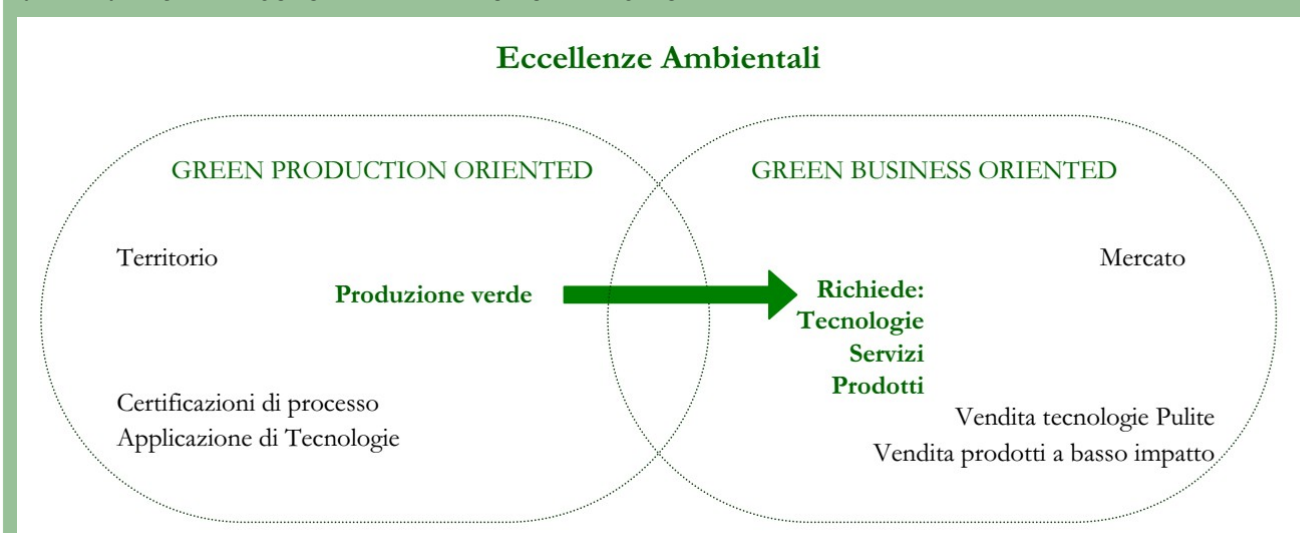 Eccellenze Ambientali
GREEN PRODUCTION ORIENTED
GREEN BUSINESS ORIENTED
Territorio
Mercato
Produzione verde
Richiede:
Tecnologie
Servizi
Prodotti
Certificazioni di processo
Applicazione di Tecnologie
Vendita tecnologie Pulite
Vendita prodotti a basso impatto